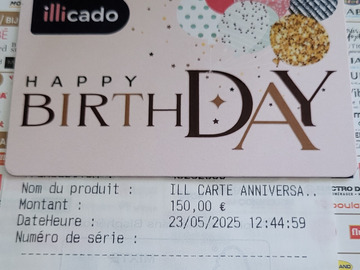 illicado
HAPPY
BIRTHDAY
Nom du produit : ILL CARTE ANNIVERSA..
Montant : 150,00 €
DateHeure : 23/05/2025 12:44:59
Numéro de série :